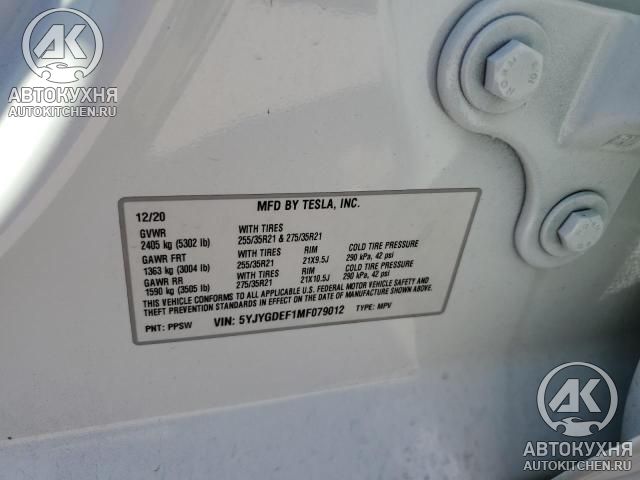 АК
АВТОКУХНЯ
AUTOKITCHEN.RU
12/20
MFD BY TESLA, INC.
GVWR
2405 kg (5302 lb)
WITH TIRES
255/35R21 & 275/35R21
GAWR FRT
1363 kg (3004 lb)
WITH TIRES
255/35R21
RIM
21X9.5J
COLD TIRE PRESSURE
290 kPa, 42 psi
GAWR RR
1590 kg (3505 lb)
WITH TIRES
275/35R21
RIM
21X10.5J
COLD TIRE PRESSURE
290 kPa, 42 psi
THIS VEHICLE CONFORMS TO ALL APPLICABLE U.S. FEDERAL MOTOR VEHICLE SAFETY AND
THEFT PREVENTION STANDARDS IN EFFECT ON THE DATE OF MANUFACTURE SHOWN ABOVE.
PNT: PPSW
VIN: 5YJYGDEF1MF079012
TYPE: MPV
АК
АВТОКУХНЯ
AUTOKITCHEN.RU